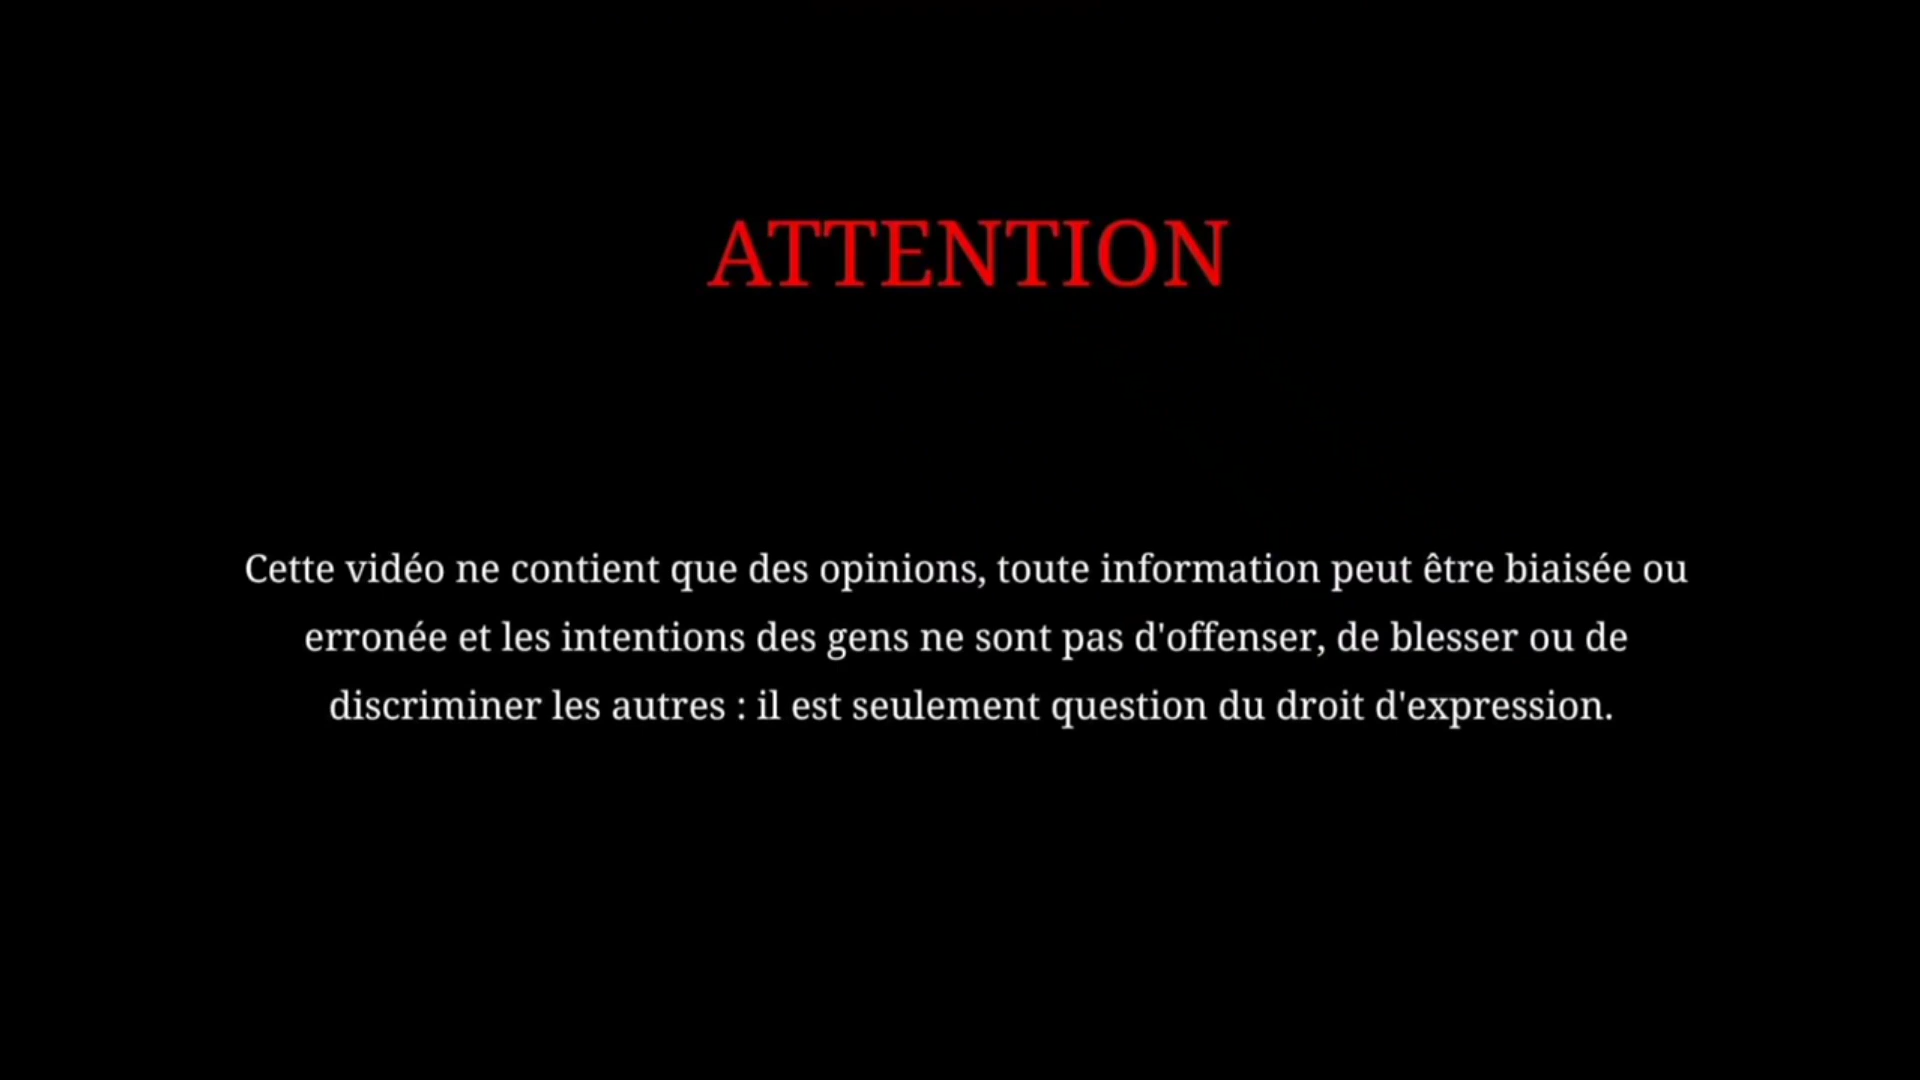 ATTENTION
Cette vidéo ne contient que des opinions, toute information peut être biaisée ou
erronée et les intentions des gens ne sont pas d'offenser, de blesser ou de
discriminer les autres : il est seulement question du droit d'expression.